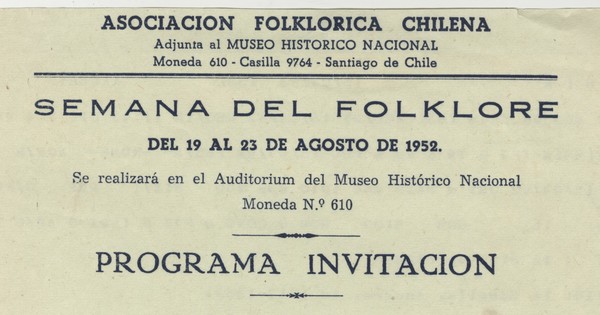 ASOCIACION FOLKLORICA CHILENA
Adjunta al MUSEO HISTORICO NACIONAL
Moneda 610 - Casilla 9764 - Santiago de Chile
SEMANA DEL FOLKLORE
DEL 19 AL 23 DE AGOSTO DE 1952.
Se realizará en el Auditorium del Museo Histórico Nacional
Moneda N.º 610
PROGRAMA INVITACION